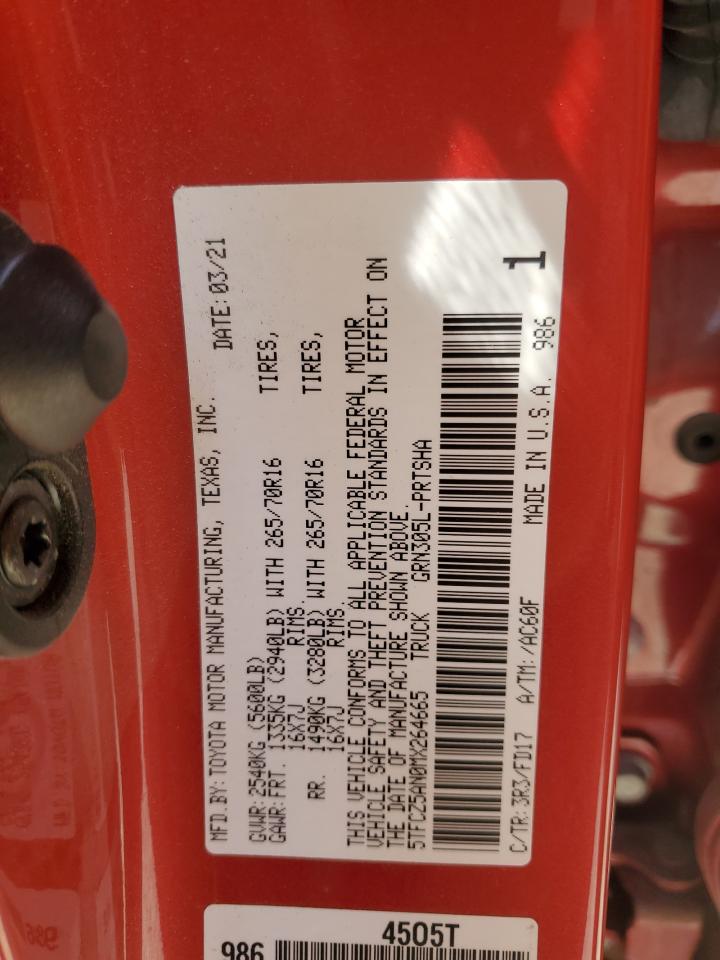 MFD.BY: TOYOTA MOTOR MANUFACTURING, TEXAS, INC. DATE: 03/21
GVWR: 2540KG (5600LB)
GAWR: FRT. 1335KG (2940LB) WITH 265/70R16 TIRES,
16X7J RIMS.
RR. 1490KG (3280LB) WITH 265/70R16 TIRES,
16X7J RIMS.
THIS VEHICLE CONFORMS TO ALL APPLICABLE FEDERAL MOTOR
VEHICLE SAFETY AND THEFT PREVENTION STANDARDS IN EFFECT ON
THE DATE OF MANUFACTURE SHOWN ABOVE.
5TFCZ5AN0MX264665 TRUCK GRN305L-PRTSHA
1
C/TR: 3R3/FD17 A/TM: /AC60F MADE IN U.S.A. 986
4505T
986